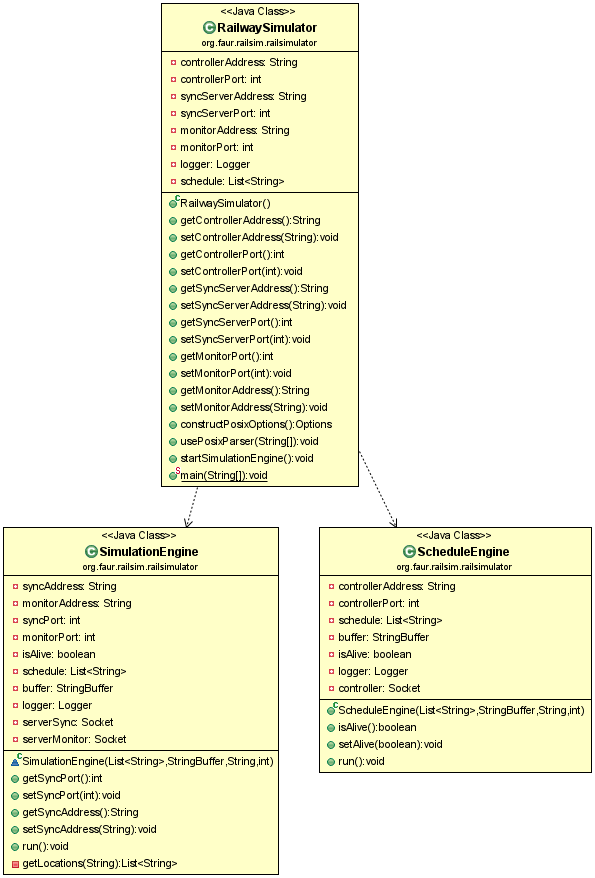 <<Java Class>>
C RailwaySimulator
org.faur.railsim.railsimulator
controllerAddress: String
controllerPort: int
syncServerAddress: String
syncServerPort: int
monitorAddress: String
monitorPort: int
logger: Logger
schedule: List<String>
C RailwaySimulator()
getControllerAddress():String
setControllerAddress(String):void
getControllerPort():int
setControllerPort(int):void
getSyncServerAddress():String
setSyncServerAddress(String):void
getSyncServerPort():int
setSyncServerPort(int):void
getMonitorPort():int
setMonitorPort(int):void
getMonitorAddress():String
setMonitorAddress(String):void
constructPosixOptions():Options
usePosixParser(String[]):void
startSimulationEngine():void
S main(String[]):void
<<Java Class>>
C SimulationEngine
org.faur.railsim.railsimulator
syncAddress: String
monitorAddress: String
syncPort: int
monitorPort: int
isAlive: boolean
schedule: List<String>
buffer: StringBuffer
logger: Logger
serverSync: Socket
serverMonitor: Socket
C SimulationEngine(List<String>,StringBuffer,String,int)
getSyncPort():int
setSyncPort(int):void
getSyncAddress():String
setSyncAddress(String):void
run():void
getLocations(String):List<String>
<<Java Class>>
C ScheduleEngine
org.faur.railsim.railsimulator
controllerAddress: String
controllerPort: int
schedule: List<String>
buffer: StringBuffer
isAlive: boolean
logger: Logger
controller: Socket
C ScheduleEngine(List<String>,StringBuffer,String,int)
isAlive():boolean
setAlive(boolean):void
run():void